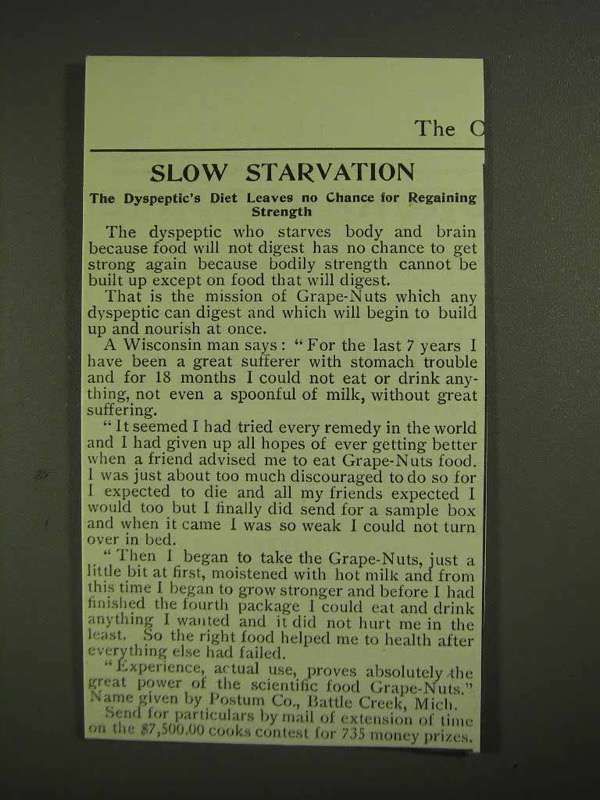 The
SLOW STARVATION
The Dyspeptic's Diet Leaves no Chance for Regaining
Strength
The dyspeptic who starves body and brain
because food will not digest has no chance to get
strong again because bodily strength cannot be
built up except on food that will digest.
That is the mission of Grape-Nuts which any
dyspeptic can digest and which will begin to build
up and nourish at once.
A Wisconsin man says: "For the last 7 years I
have been a great sufferer with stomach trouble
and for 18 months I could not eat or drink any-
thing, not even a spoonful of milk, without great
suffering.
"It seemed I had tried every remedy in the world
and I had given up all hopes of ever getting better
when a friend advised me to eat Grape-Nuts food.
I was just about too much discouraged to do so for
I expected to die and all my friends expected I
would too but I finally did send for a sample box
and when it came I was so weak I could not turn
over in bed.
"Then I began to take the Grape-Nuts, just a
little bit at first, moistened with hot milk and from
this time I began to grow stronger and before I had
finished the fourth package I could eat and drink
anything I wanted and it did not hurt me in the
least. So the right food helped me to health after
everything else had failed.
"Experience, actual use, proves absolutely the
great power of the scientific food Grape-Nuts."
Name given by Postum Co., Battle Creek, Mich.
Send for particulars by mail of extension of time
on the $7,500.00 cooks contest for 735 money prizes.